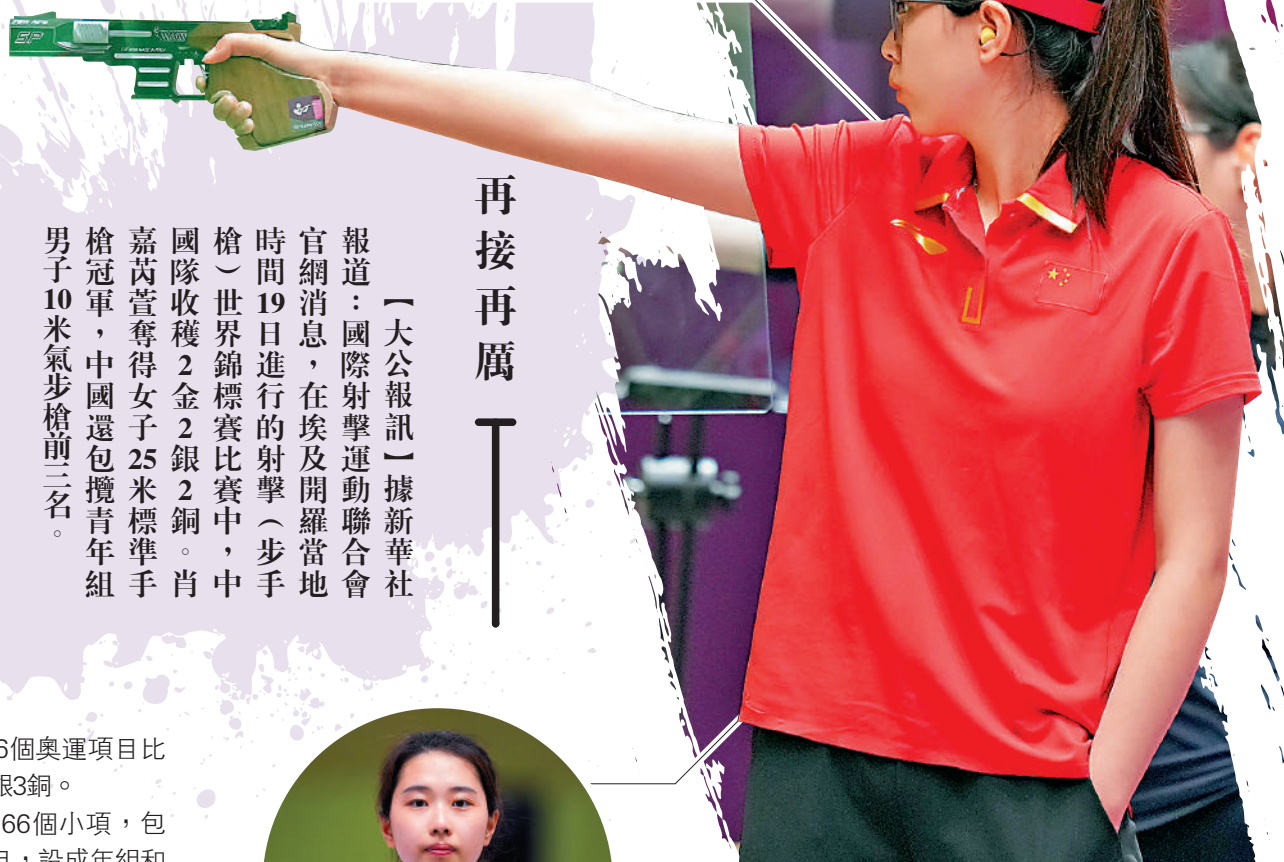 再接再厲
【大公報訊】據新華社
報道：國際射擊運動聯合會
官網消息，在埃及開羅當地
時間19日進行的射擊（步手
槍）世界錦標賽比賽中，中
國隊收穫2金2銀2銅。肖
嘉芮萱奪得女子25米標準手
槍冠軍，中國還包攬青年組
男子10米氣步槍前三名。
6個奧運項目比
銀3銅。
66個小項，包
，設成年組和
SP